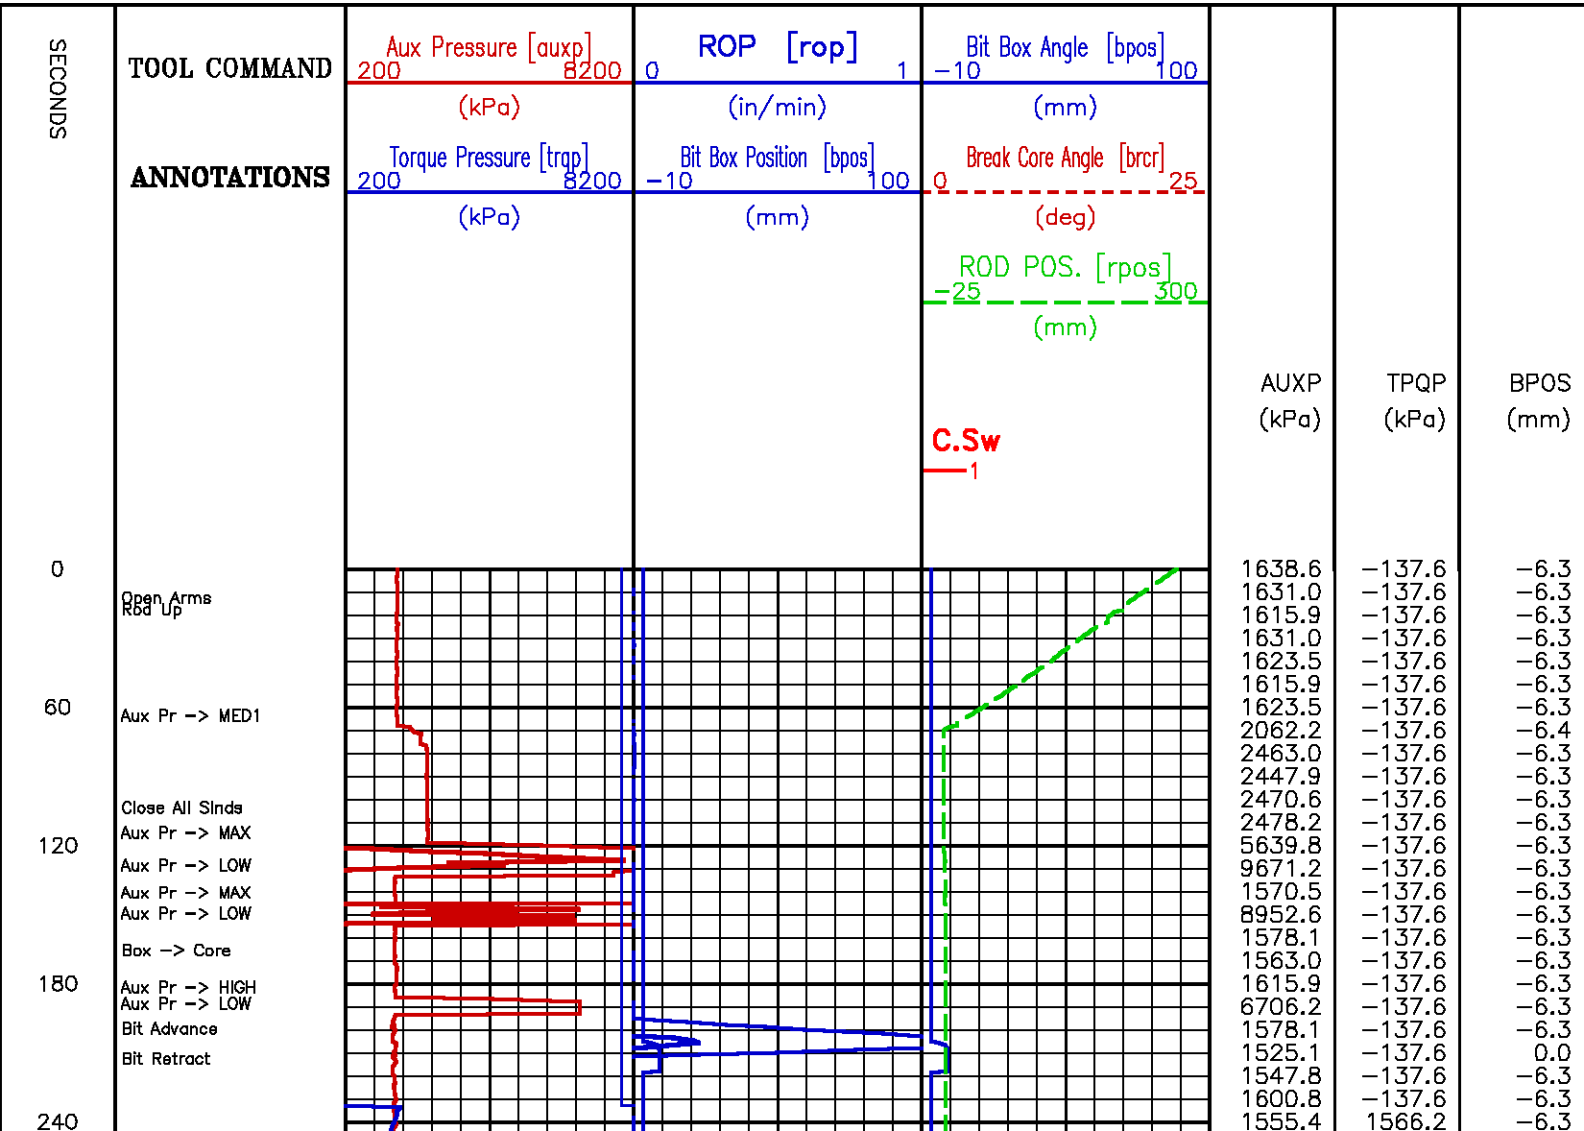 SECONDS
TOOL COMMAND
ANNOTATIONS
Aux Pressure [auxp]
200 8200
(kPa)
Torque Pressure [trqp]
200 8200
(kPa)
ROP [rop]
0 1
(in/min)
Bit Box Position [bpos]
-10 100
(mm)
Bit Box Angle [bpos]
-10 100
(mm)
Break Core Angle [brcr]
0 25
(deg)
ROD POS. [rpos]
-25 300
(mm)
C.Sw
1
AUXP TPQP BPOS
(kPa) (kPa) (mm)
0 1638.6 -137.6 -6.3
1631.0 -137.6 -6.3
Open Arms
Rod Up
1615.9 -137.6 -6.3
1631.0 -137.6 -6.3
1623.5 -137.6 -6.3
1615.9 -137.6 -6.3
60 1623.5 -137.6 -6.3
Aux Pr -> MED1
2062.2 -137.6 -6.4
2463.0 -137.6 -6.3
2447.9 -137.6 -6.3
2470.6 -137.6 -6.3
Close All Slnds
2478.2 -137.6 -6.3
Aux Pr -> MAX
120 5639.8 -137.6 -6.3
Aux Pr -> LOW 9671.2 -137.6 -6.3
Aux Pr -> MAX 1570.5 -137.6 -6.3
Aux Pr -> LOW 8952.6 -137.6 -6.3
1578.1 -137.6 -6.3
Box -> Core
1563.0 -137.6 -6.3
180 1615.9 -137.6 -6.3
Aux Pr -> HIGH
Aux Pr -> LOW 6706.2 -137.6 -6.3
Bit Advance 1578.1 -137.6 -6.3
1525.1 -137.6 0.0
Bit Retract
1547.8 -137.6 -6.3
1600.8 -137.6 -6.3
240 1555.4 1566.2 -6.3